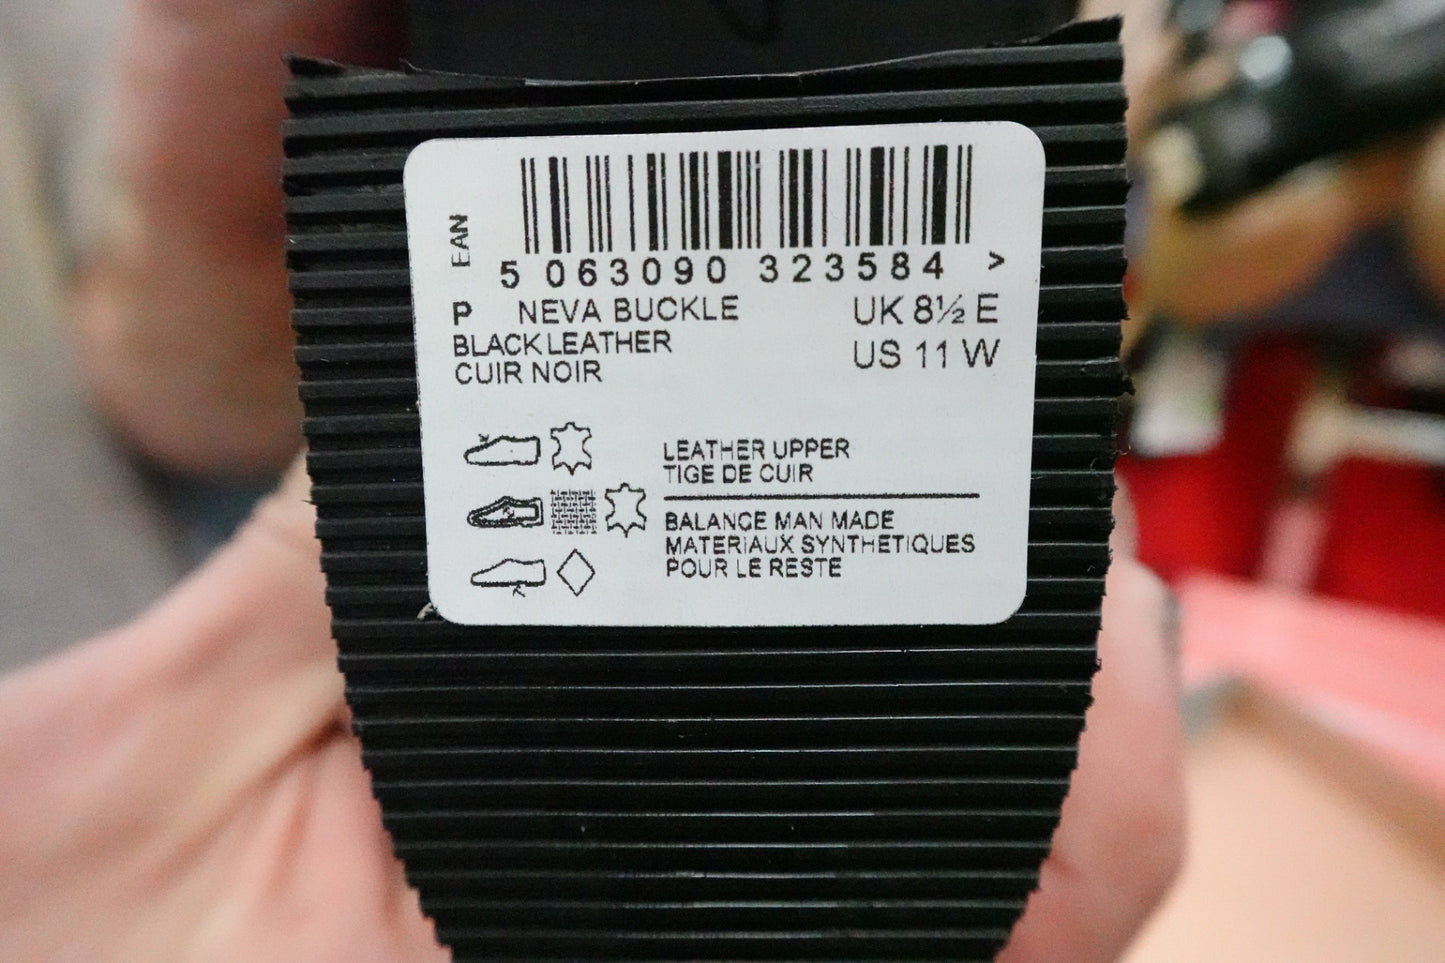 EAN
5 063090 323584 >
P NEVA BUCKLE UK 8½ E
BLACK LEATHER US 11 W
CUIR NOIR
LEATHER UPPER
TIGE DE CUIR
BALANCE MAN MADE
MATERIAUX SYNTHETIQUES
POUR LE RESTE